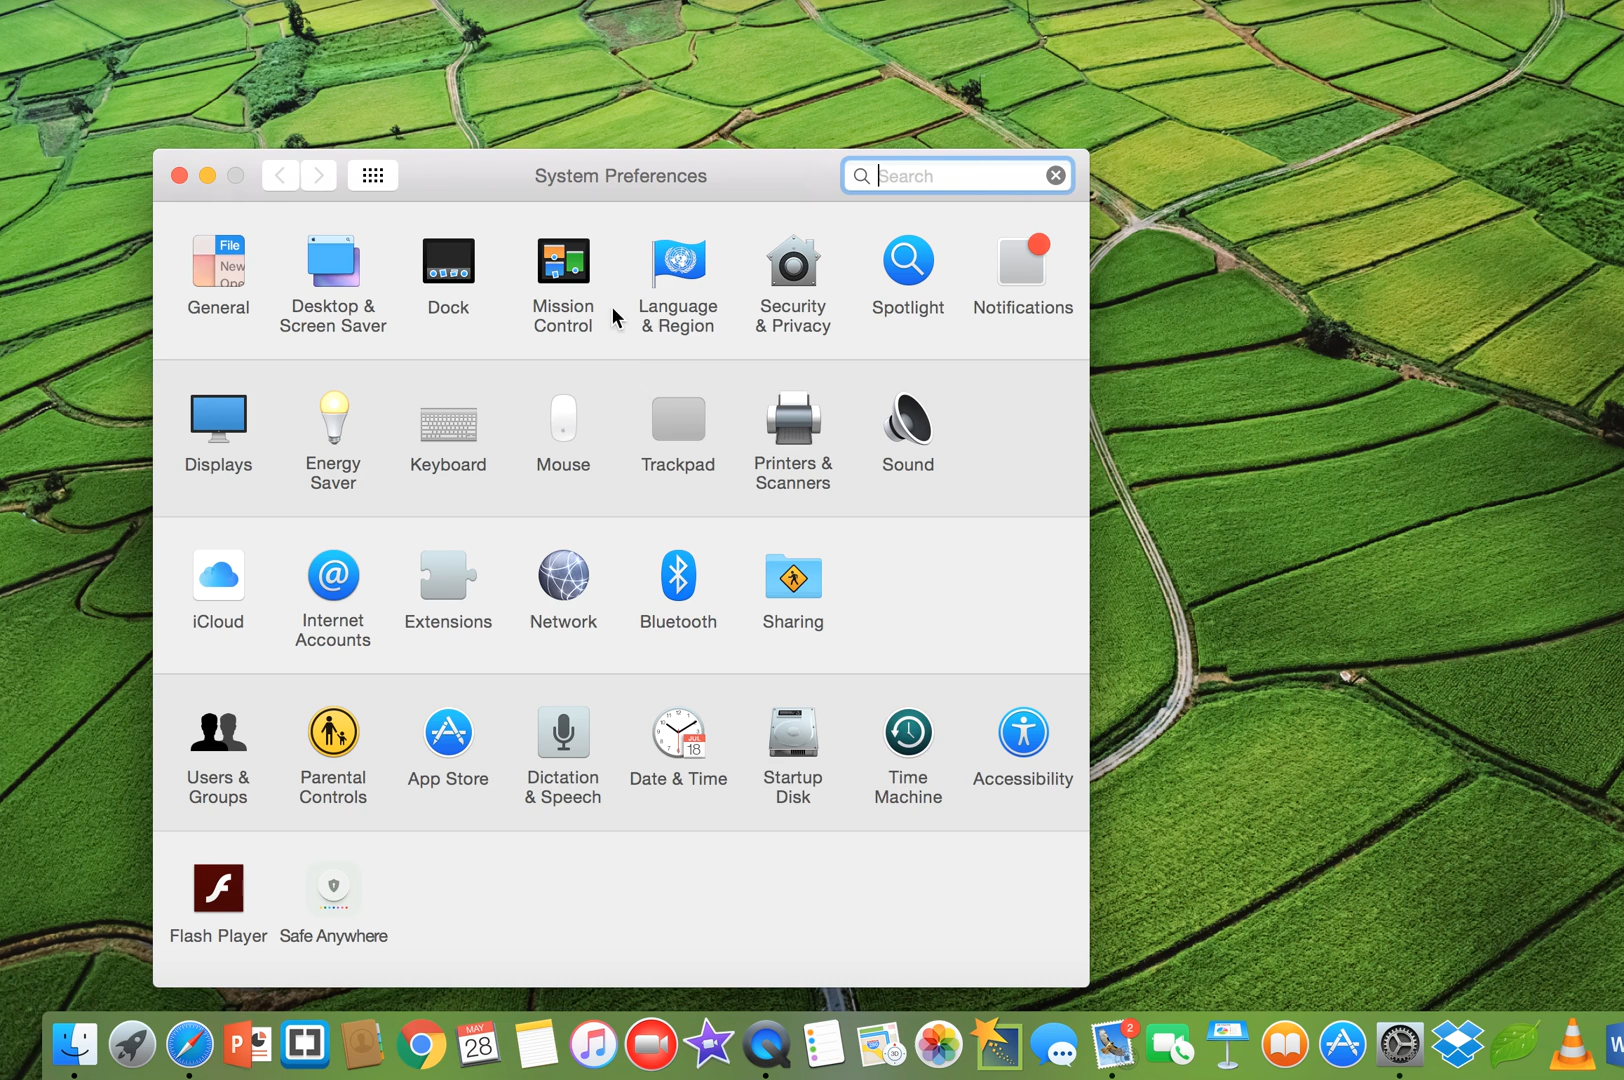 System Preferences
Search
File
New
Ope
General
Desktop &
Screen Saver
Dock
Mission
Control
Language
& Region
Security
& Privacy
Spotlight
Notifications
Displays
Energy
Saver
Keyboard
Mouse
Trackpad
Printers &
Scanners
Sound
iCloud
@
Internet
Accounts
Extensions
Network
Bluetooth
Sharing
Users &
Groups
Parental
Controls
App Store
Dictation
& Speech
JUL
18
Date & Time
Startup
Disk
Time
Machine
Accessibility
Flash Player
Safe Anywhere
P
MAY
28
3D
2
W